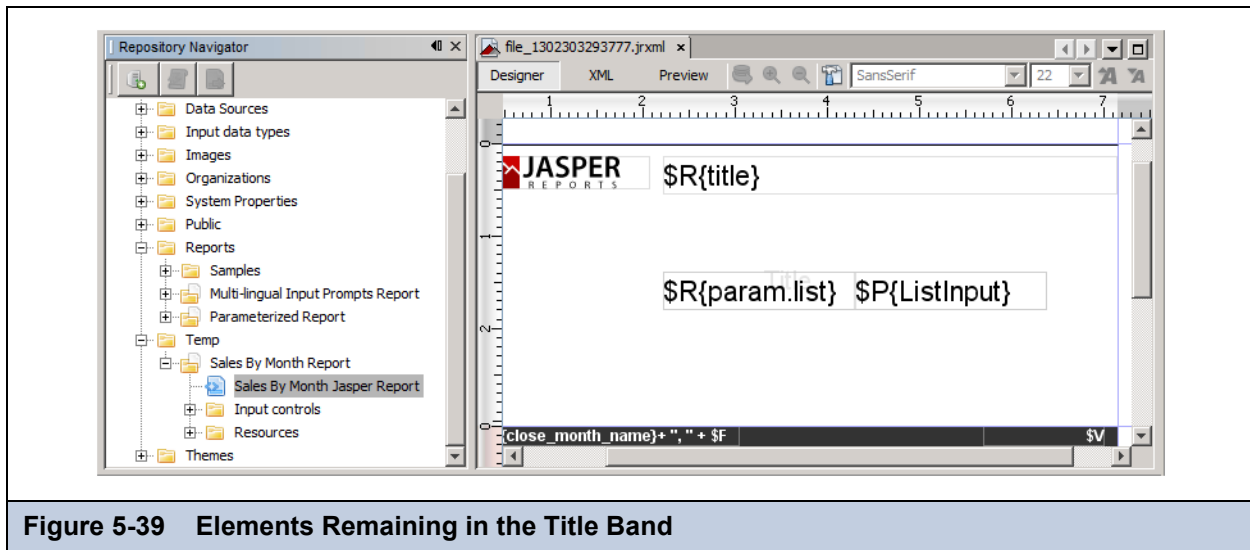 Repository Navigator
Data Sources
Input data types
Images
Organizations
System Properties
Public
Reports
Samples
Multi-lingual Input Prompts Report
Parameterized Report
Temp
Sales By Month Report
Sales By Month Jasper Report
Input controls
Resources
Themes
file_1302303293777.jrxml
Designer XML Preview SansSerif 22
1 2 3 4 5 6 7
0
JASPER
REPORTS
$R{title}
1
Title
$R{param.list} $P{ListInput}
2
0
{close_month_name}+ ", " + $F $V
Figure 5-39 Elements Remaining in the Title Band